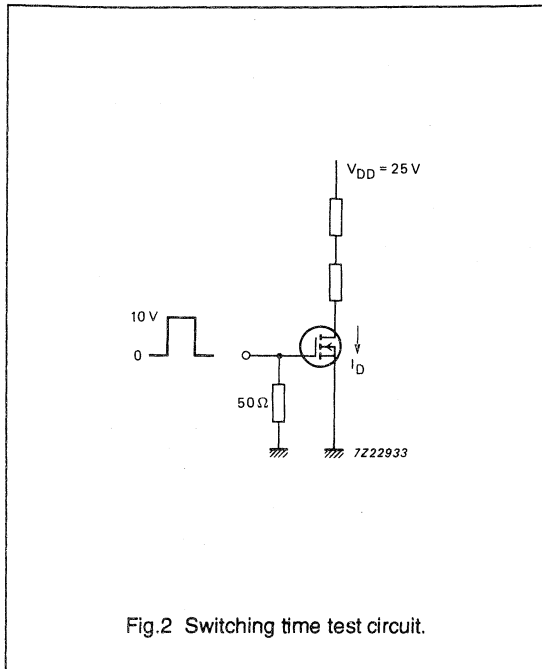 V_DD = 25 V
10 V
0
I_D
50 Ω
7Z22933
Fig.2 Switching time test circuit.